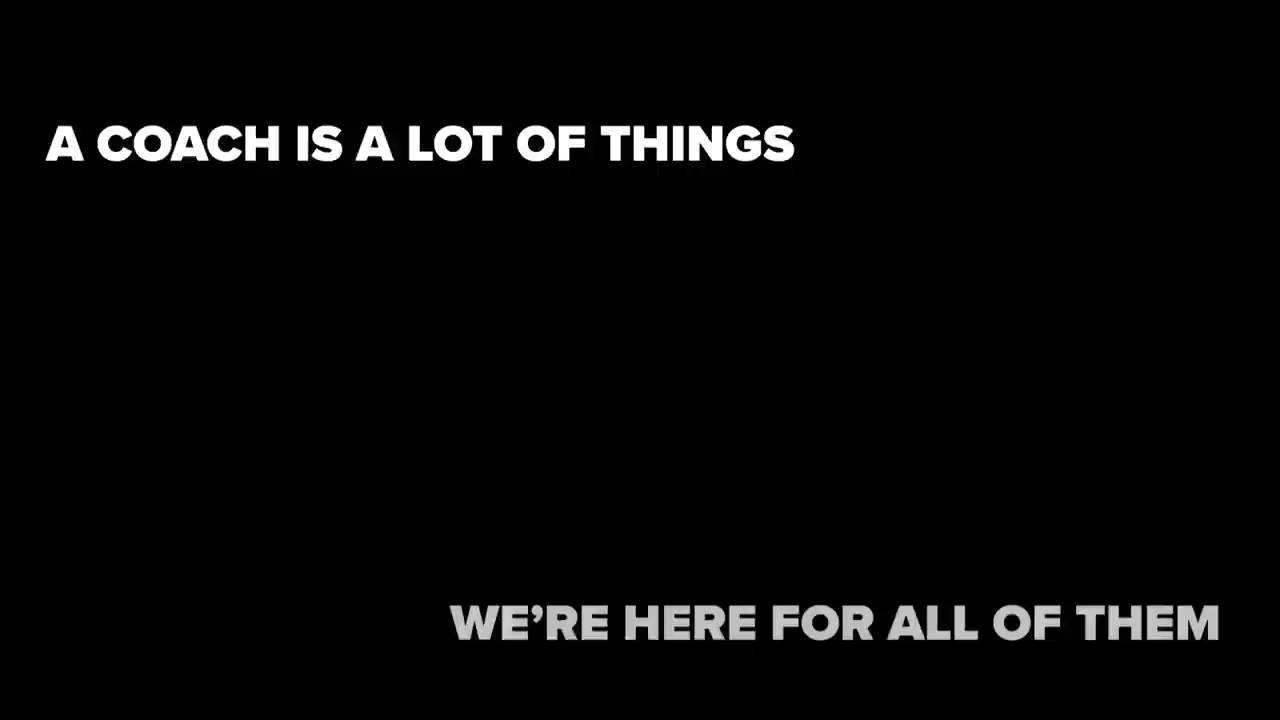 A COACH IS A LOT OF THINGS
WE’RE HERE FOR ALL OF THEM